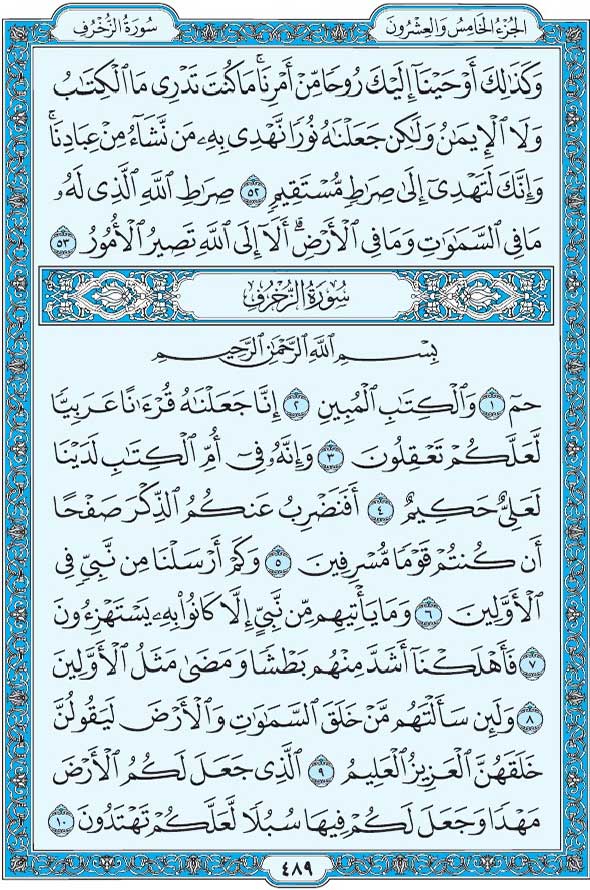 الجزء الخامس والعشرون
سورة الزخرف
وَكَذَٰلِكَ أَوْحَيْنَآ إِلَيْكَ رُوحًا مِّنْ أَمْرِنَا ۚ مَا كُنتَ تَدْرِى مَا ٱلْكِتَٰبُ
وَلَا ٱلْإِيمَٰنُ وَلَٰكِن جَعَلْنَٰهُ نُورًا نَّهْدِى بِهِۦ مَن نَّشَآءُ مِنْ عِبَادِنَا ۚ
وَإِنَّكَ لَتَهْدِىٓ إِلَىٰ صِرَٰطٍ مُّسْتَقِيمٍ ٥٢ صِرَٰطِ ٱللَّهِ ٱلَّذِى لَهُۥ
مَا فِى ٱلسَّمَٰوَٰتِ وَمَا فِى ٱلْأَرْضِ ۗ أَلَآ إِلَى ٱللَّهِ تَصِيرُ ٱلْأُمُورُ ٥٣
سُورَةُ الزُّخْرُفِ
بِسْمِ ٱللَّهِ ٱلرَّحْمَٰنِ ٱلرَّحِيمِ
حمٓ ١ وَٱلْكِتَٰبِ ٱلْمُبِينِ ٢ إِنَّا جَعَلْنَٰهُ قُرْءَٰنًا عَرَبِيًّا
لَّعَلَّكُمْ تَعْقِلُونَ ٣ وَإِنَّهُۥ فِىٓ أُمِّ ٱلْكِتَٰبِ لَدَيْنَا
لَعَلِىٌّ حَكِيمٌ ٤ أَفَنَضْرِبُ عَنكُمُ ٱلذِّكْرَ صَفْحًا
أَن كُنتُمْ قَوْمًا مُّسْرِفِينَ ٥ وَكَمْ أَرْسَلْنَا مِن نَّبِىٍّ فِى
ٱلْأَوَّلِينَ ٦ وَمَا يَأْتِيهِم مِّن نَّبِىٍّ إِلَّا كَانُوا۟ بِهِۦ يَسْتَهْزِءُونَ
٧ فَأَهْلَكْنَآ أَشَدَّ مِنْهُم بَطْشًا وَمَضَىٰ مَثَلُ ٱلْأَوَّلِينَ
٨ وَلَئِن سَأَلْتَهُم مَّنْ خَلَقَ ٱلسَّمَٰوَٰتِ وَٱلْأَرْضَ لَيَقُولُنَّ
خَلَقَهُنَّ ٱلْعَزِيزُ ٱلْعَلِيمُ ٩ ٱلَّذِى جَعَلَ لَكُمُ ٱلْأَرْضَ
مَهْدًا وَجَعَلَ لَكُمْ فِيهَا سُبُلًا لَّعَلَّكُمْ تَهْتَدُونَ ١٠
٤٨٩